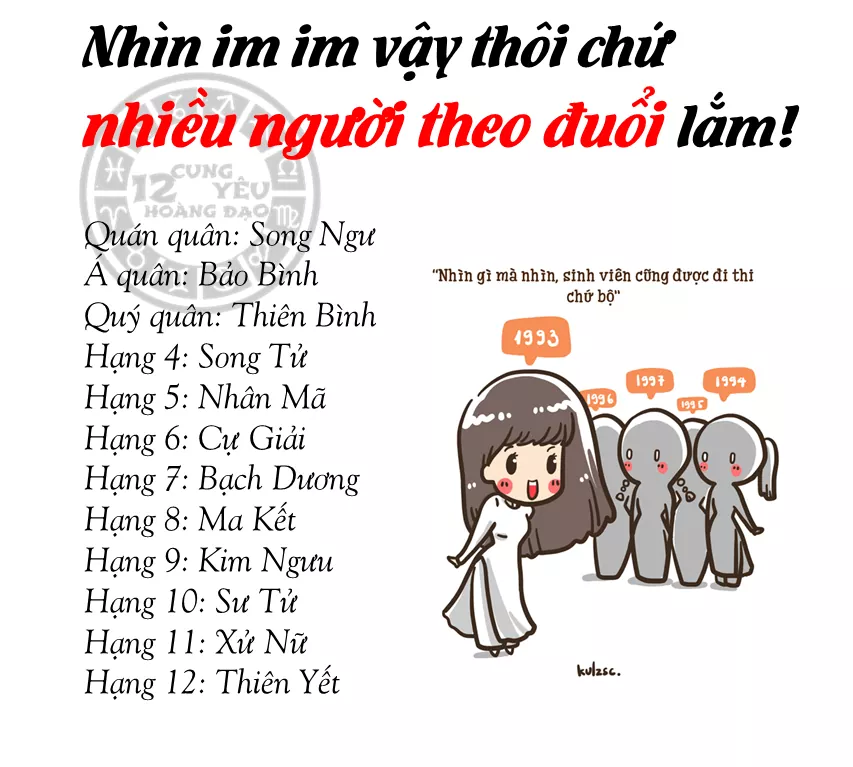 Nhìn im im vậy thôi chứ
nhiều người theo đuổi lắm!
CUNG
12 YÊU
HOÀNG ĐẠO
Quán quân: Song Ngư
Á quân: Bảo Bình
Quý quân: Thiên Bình
Hạng 4: Song Tử
Hạng 5: Nhân Mã
Hạng 6: Cự Giải
Hạng 7: Bạch Dương
Hạng 8: Ma Kết
Hạng 9: Kim Ngưu
Hạng 10: Sư Tử
Hạng 11: Xử Nữ
Hạng 12: Thiên Yết
"Nhìn gì mà nhìn, sinh viên cũng được đi thi
chứ bộ"
1993
1996
1997
1995
1994
kulzsc.